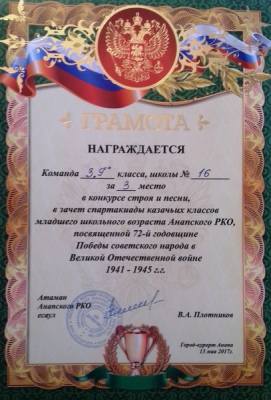 ГРАМОТА
НАГРАЖДАЕТСЯ
Команда 3 "Г" класса, школы № 16
за 3 место
в конкурсе строя и песни,
в зачет спартакиады казачьих классов
младшего школьного возраста Анапского РКО,
посвященной 72-й годовщине
Победы советского народа в
Великой Отечественной войне
1941 - 1945 г.г.
Атаман
Анапского РКО
есаул
В.А. Плотников
Город-курорт Анапа
13 мая 2017г.